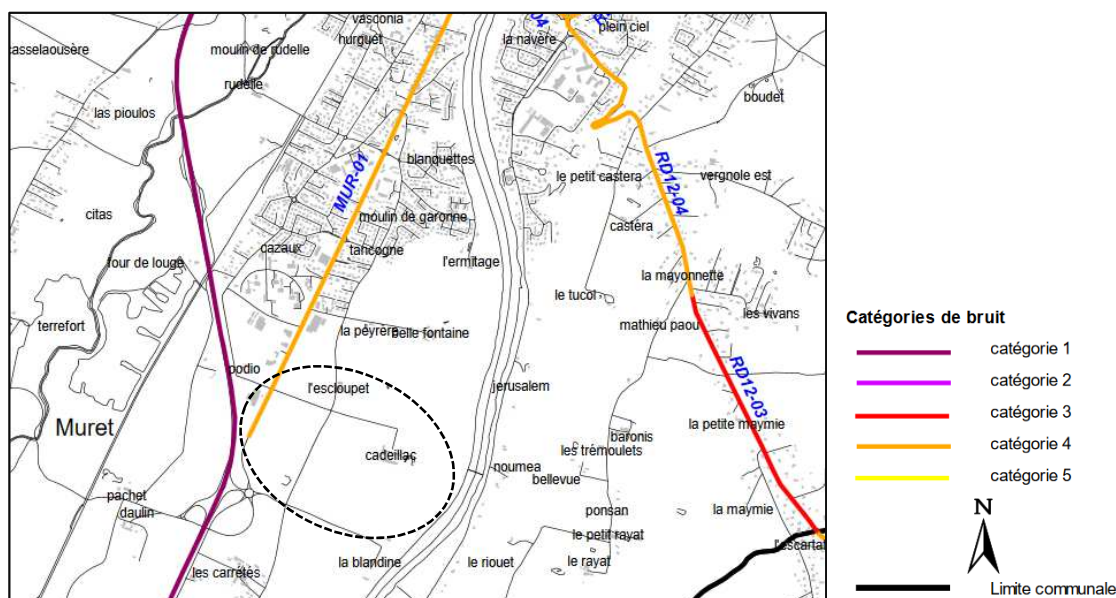 vasconia
plein ciel
casselaousère
moulin de rudelle
hurguet
la navère
rudelle
boudet
las pioulos
blanquettes
MUR-01
le petit castera
vergnole est
RD12-04
citas
moulin de garonne
castéra
cazaux
tancogne
l'ermitage
four de louge
la mayonnette
le tucol
les vivans
terrefort
mathieu paou
la péyrère
belle fontaine
podio
l'escloupet
jerusalem
RD12-03
Muret
la petite maymie
baronis
cadeillac
les trémoulets
noumea
bellevue
pachet
daulin
ponsan
la maymie
le petit rayat
l'escartat
la blandine
le riouet
le rayat
les carretés
Catégories de bruit
catégorie 1
catégorie 2
catégorie 3
catégorie 4
catégorie 5
N
Limite communale